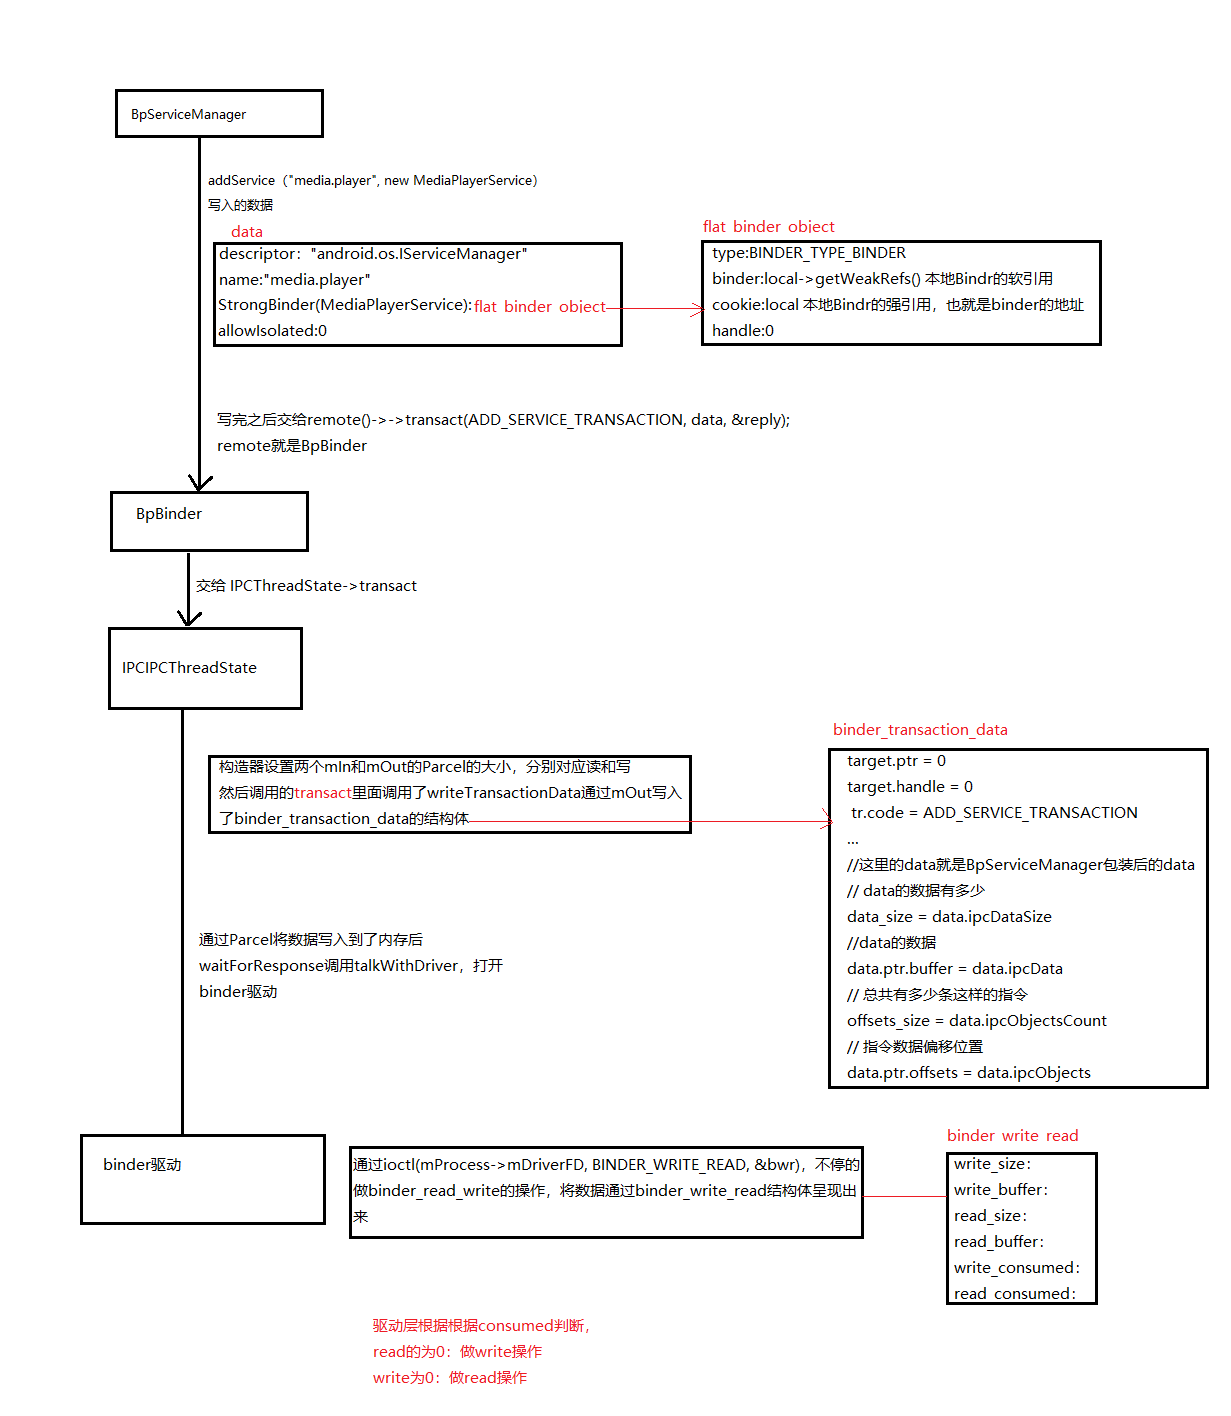 BpServiceManager
addService（"media.player", new MediaPlayerService）
写入的数据
data
descriptor："android.os.IServiceManager"
name:"media.player"
StrongBinder(MediaPlayerService):flat_binder_object
allowIsolated:0
flat_binder_object
type:BINDER_TYPE_BINDER
binder:local->getWeakRefs() 本地Bindr的软引用
cookie:local 本地Bindr的强引用，也就是binder的地址
handle:0
写完之后交给remote()->->transact(ADD_SERVICE_TRANSACTION, data, &reply);
remote就是BpBinder
BpBinder
交给 IPCThreadState->transact
IPCIPCThreadState
构造器设置两个mIn和mOut的Parcel的大小，分别对应读和写
然后调用的transact里面调用了writeTransactionData通过mOut写入
了binder_transaction_data的结构体
binder_transaction_data
target.ptr = 0
target.handle = 0
tr.code = ADD_SERVICE_TRANSACTION
...
//这里的data就是BpServiceManager包装后的data
// data的数据有多少
data_size = data.ipcDataSize
//data的数据
data.ptr.buffer = data.ipcData
// 总共有多少条这样的指令
offsets_size = data.ipcObjectsCount
// 指令数据偏移位置
data.ptr.offsets = data.ipcObjects
通过Parcel将数据写入到了内存后
waitForResponse调用talkWithDriver，打开
binder驱动
binder驱动
通过ioctl(mProcess->mDriverFD, BINDER_WRITE_READ, &bwr)，不停的
做binder_read_write的操作，将数据通过binder_write_read结构体呈现出
来
binder_write_read
write_size：
write_buffer：
read_size：
read_buffer：
write_consumed：
read_consumed：
驱动层根据根据consumed判断，
read的为0：做write操作
write为0：做read操作